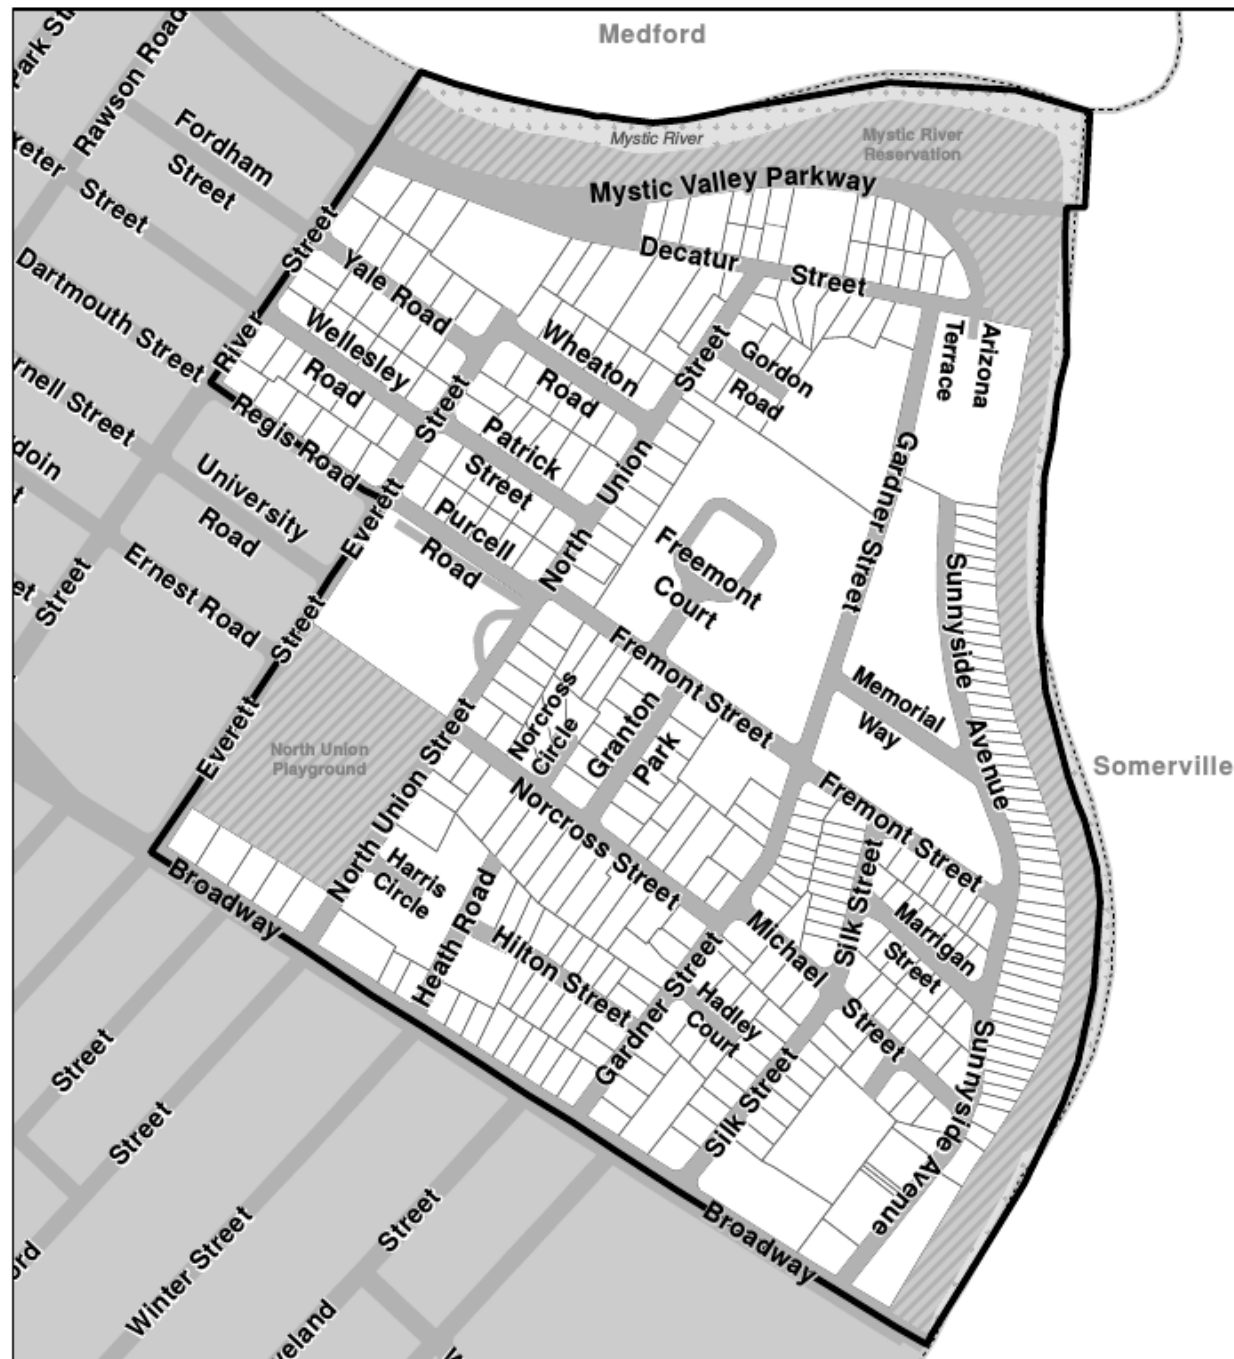 Medford
Park St
Rawson Road
Fordham
Street
Mystic River
Mystic River
Reservation
Mystic Valley Parkway
Street
Decatur
Street
Street
Dartmouth Street
Yale Road
River
Wellesley
Road
Wheaton
Road
Street
Gordon
Road
Arizona
Terrace
Regis Road
Street
Patrick
Street
Union
Gardner Street
University
Road
Everett
Purcell
Road
North
Freemont
Court
Sunnyside
Street
Ernest Road
Street
Fremont Street
Memorial
Way
Everett
North Union
Playground
Norcross
Circle
Granton
Park
Avenue
Somerville
North Union Street
Norcross Street
Fremont Street
Broadway
Harris
Circle
Heath Road
Silk Street
Marrigan
Street
Michael
Street
Hilton Street
Gardner Street
Hadley
Court
Sunnyside Avenue
Silk Street
Street
Street
Street
Winter Street
Broadway